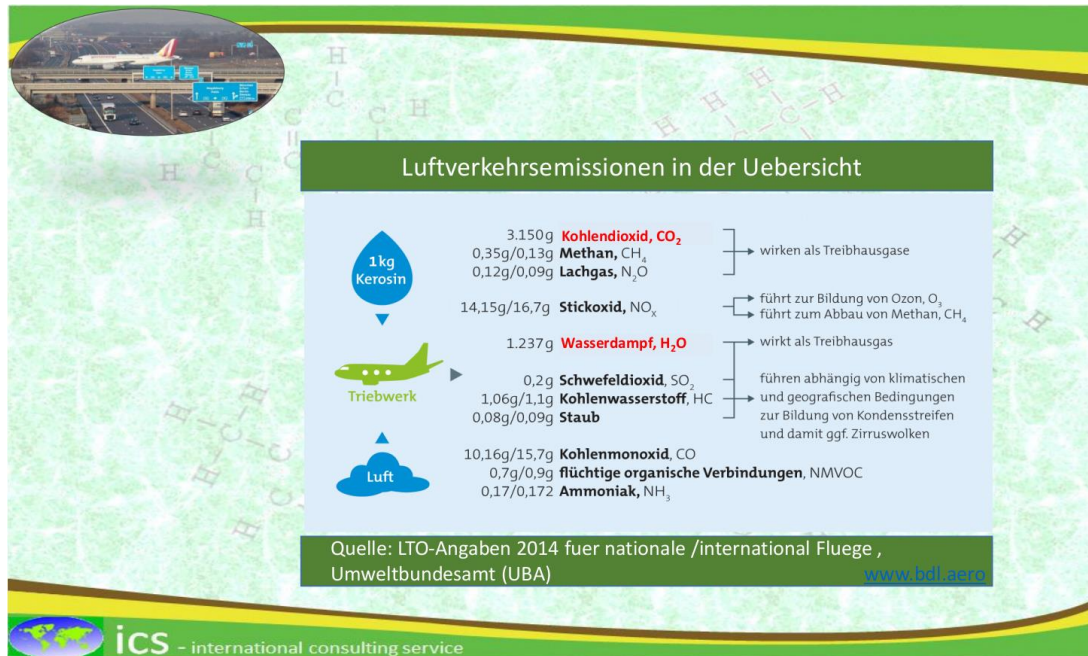 Luftverkehrsemissionen in der Uebersicht
1kg
Kerosin
Triebwerk
Luft
3.150g Kohlendioxid, CO₂
0,35g/0,13g Methan, CH₄
0,12g/0,09g Lachgas, N₂O
wirken als Treibhausgase
14,15g/16,7g Stickoxid, NOₓ
führt zur Bildung von Ozon, O₃
führt zum Abbau von Methan, CH₄
1.237g Wasserdampf, H₂O
wirkt als Treibhausgas
0,2g Schwefeldioxid, SO₂
1,06g/1,1g Kohlenwasserstoff, HC
0,08g/0,09g Staub
führen abhängig von klimatischen
und geografischen Bedingungen
zur Bildung von Kondensstreifen
und damit ggf. Zirruswolken
10,16g/15,7g Kohlenmonoxid, CO
0,7g/0,9g flüchtige organische Verbindungen, NMVOC
0,17/0,172 Ammoniak, NH₃
Quelle: LTO-Angaben 2014 fuer nationale /international Fluege ,
Umweltbundesamt (UBA) www.bdl.aero
ics - international consulting service